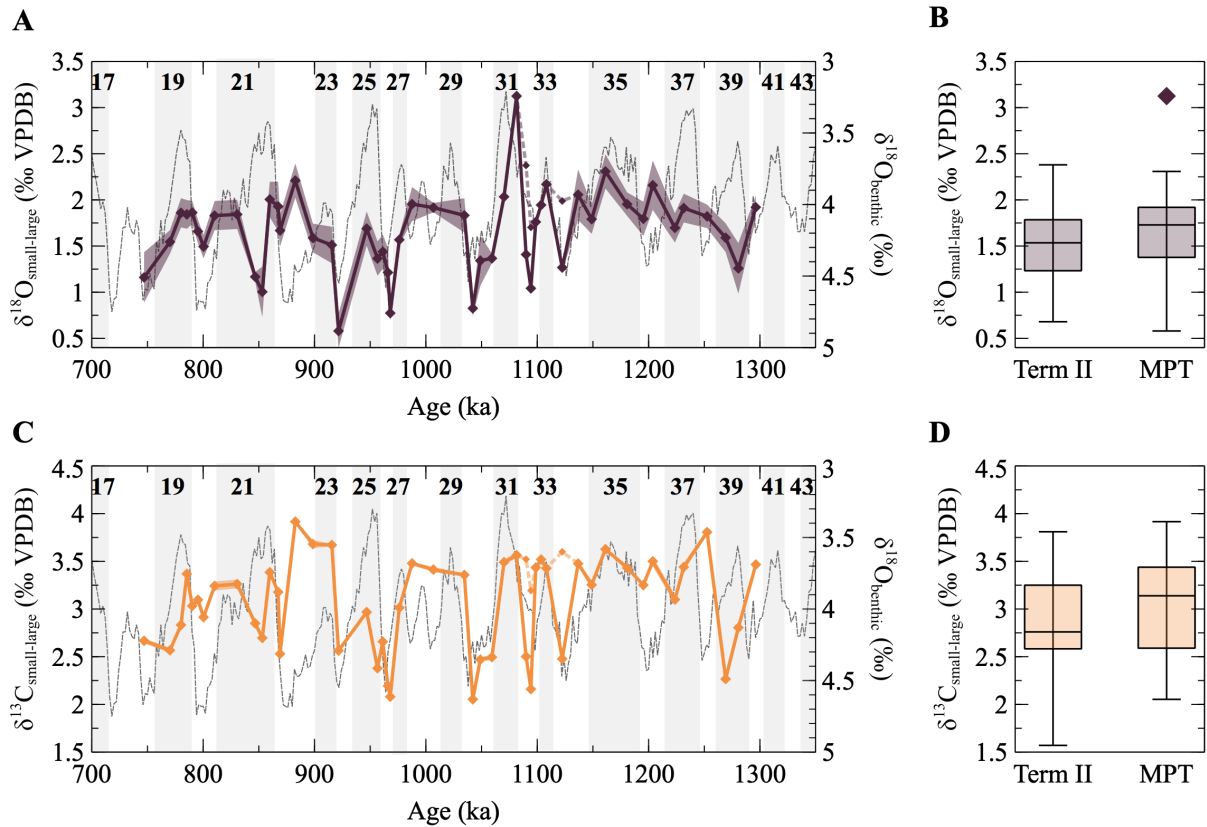 A
B
3.5
3
2.5
2
1.5
1
0.5
δ¹⁸Osmall-large (‰ VPDB)
17 19 21 23 25 27 29 31 33 35 37 39 41 43
3
3.5
4
4.5
5
δ¹⁸Obenthic (‰)
700 800 900 1000 1100 1200 1300
Age (ka)
3.5
3
2.5
2
1.5
1
0.5
δ¹⁸Osmall-large (‰ VPDB)
Term II MPT
C
D
4.5
4
3.5
3
2.5
2
1.5
δ¹³Csmall-large (‰ VPDB)
17 19 21 23 25 27 29 31 33 35 37 39 41 43
3
3.5
4
4.5
5
δ¹⁸Obenthic (‰)
700 800 900 1000 1100 1200 1300
Age (ka)
4.5
4
3.5
3
2.5
2
1.5
δ¹³Csmall-large (‰ VPDB)
Term II MPT